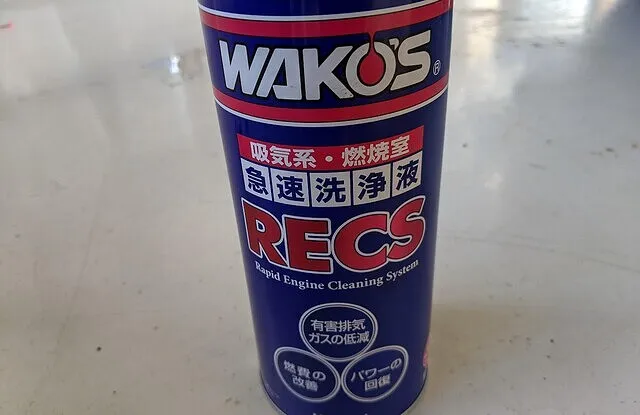 WAKO'S®
吸気系・燃焼室
急速洗浄液
RECS
Rapid Engine Cleaning System
有害排気
ガスの低減
燃費の
改善
パワーの
回復